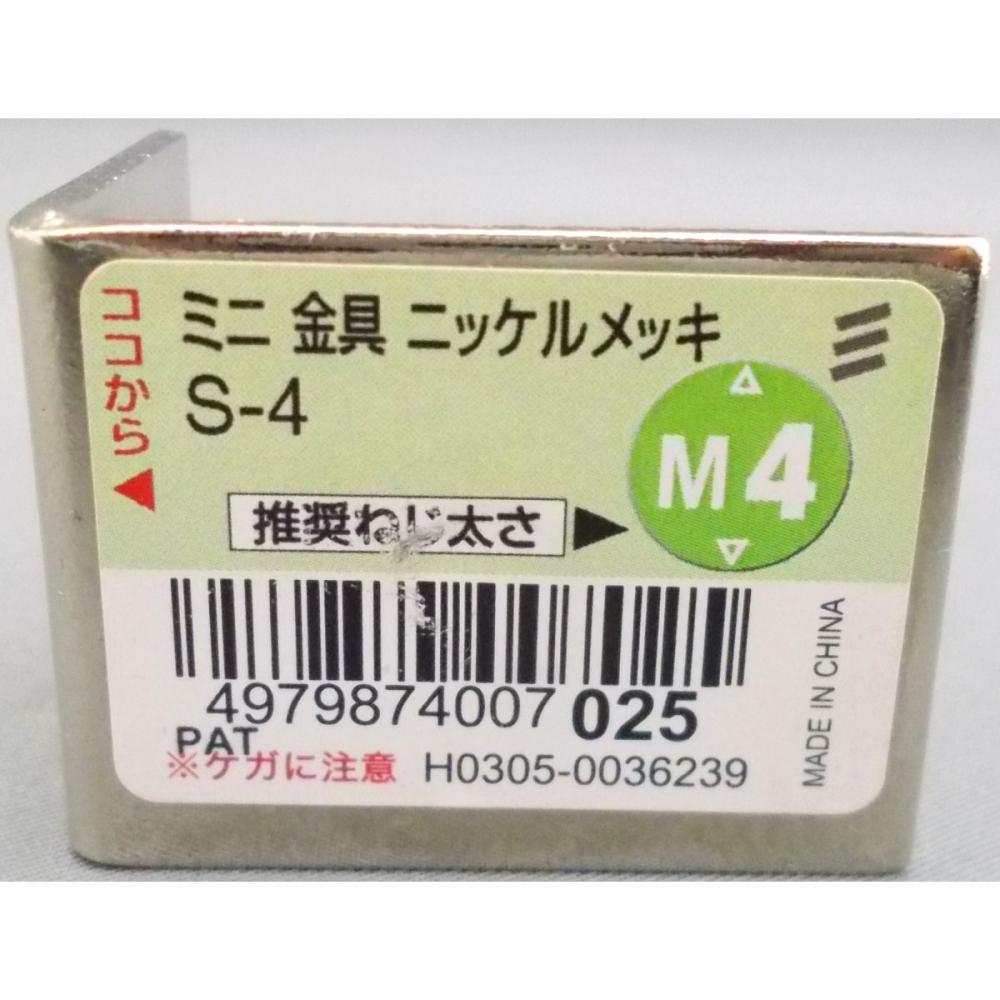 ココから
ミニ 金具 ニッケルメッキ
S-4
推奨ねじ太さ
M4
4979874007025
PAT
※ケガに注意 H0305-0036239
MADE IN CHINA